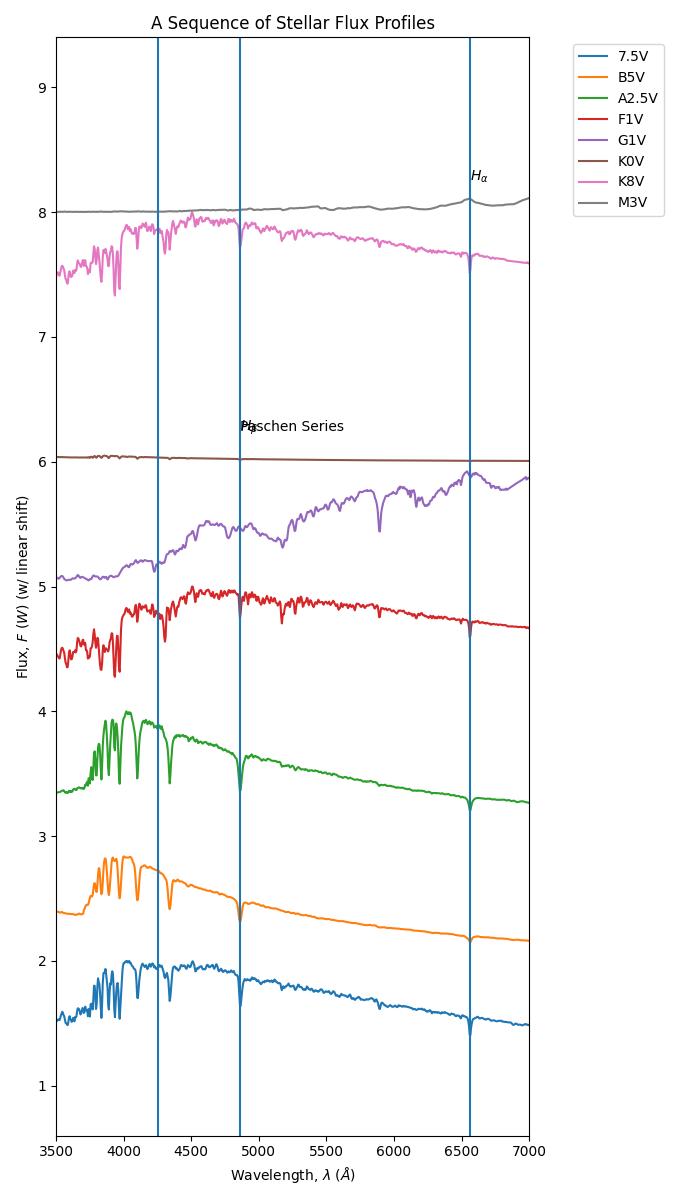 A Sequence of Stellar Flux Profiles
7.5V
B5V
A2.5V
F1V
G1V
K0V
K8V
M3V
9
8
7
6
5
4
3
2
1
Hα
Paschen Series
Flux, F (W) (w/ linear shift)
3500 4000 4500 5000 5500 6000 6500 7000
Wavelength, λ (Å)